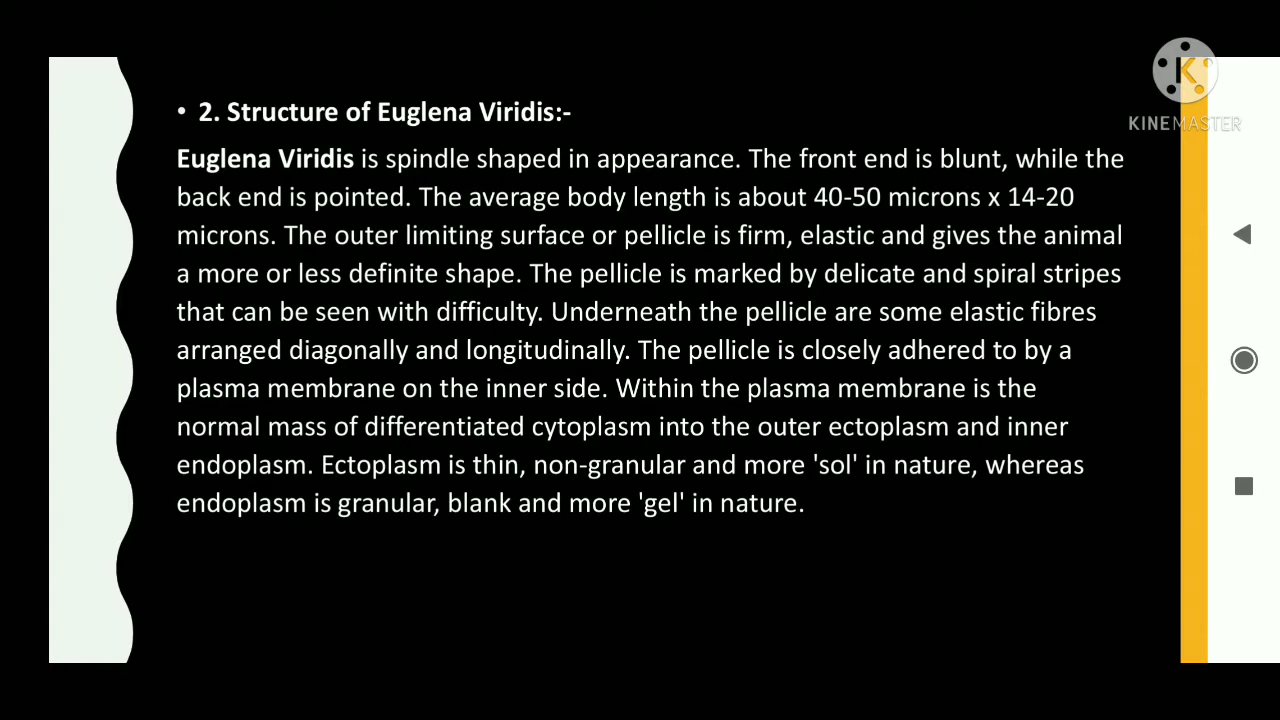 KINEMASTER
• 2. Structure of Euglena Viridis:-
Euglena Viridis is spindle shaped in appearance. The front end is blunt, while the
back end is pointed. The average body length is about 40-50 microns x 14-20
microns. The outer limiting surface or pellicle is firm, elastic and gives the animal
a more or less definite shape. The pellicle is marked by delicate and spiral stripes
that can be seen with difficulty. Underneath the pellicle are some elastic fibres
arranged diagonally and longitudinally. The pellicle is closely adhered to by a
plasma membrane on the inner side. Within the plasma membrane is the
normal mass of differentiated cytoplasm into the outer ectoplasm and inner
endoplasm. Ectoplasm is thin, non-granular and more 'sol' in nature, whereas
endoplasm is granular, blank and more 'gel' in nature.